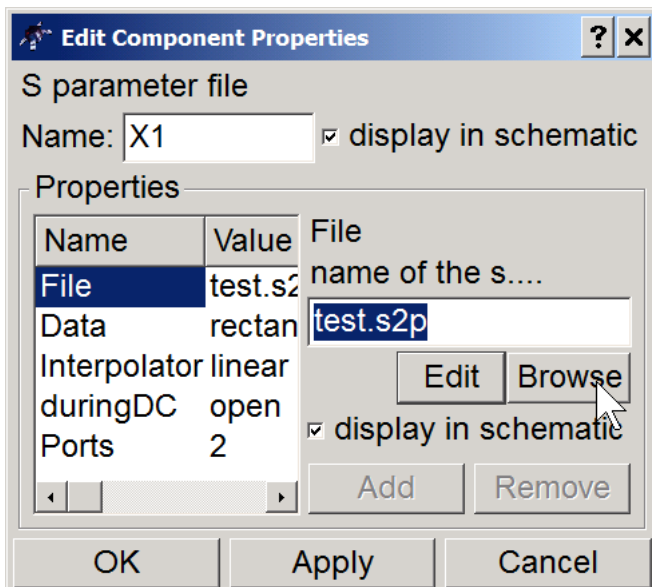 Edit Component Properties ? ×
S parameter file
Name: X1 display in schematic
Properties
Name Value
File test.s2
Data rectan
Interpolator linear
duringDC open
Ports 2
File
name of the s....
test.s2p
Edit Browse
display in schematic
Add Remove
OK Apply Cancel